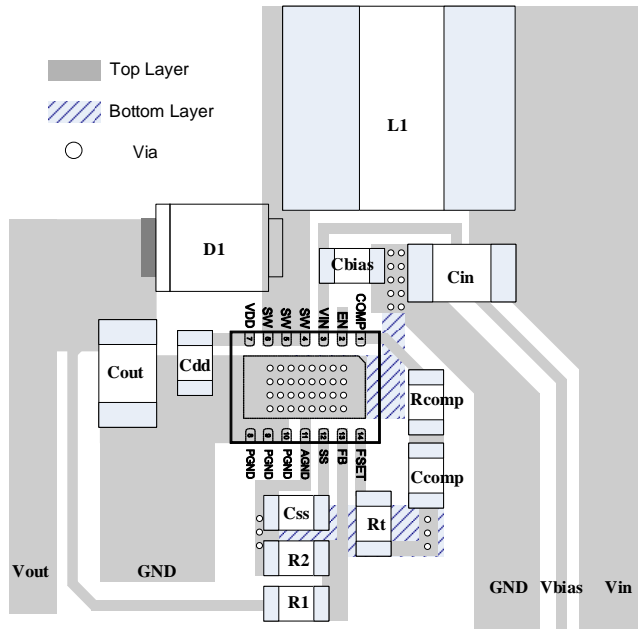 Top Layer
Bottom Layer
Via
L1
D1
Cbias
Cin
VDD SW SW SW VIN EN COMP
7 6 5 4 3 2 1
Cout
Cdd
Rcomp
8 9 10 11 12 13 14
PGND PGND PGND AGND SS FB FSET
Ccomp
Css
Rt
R2
R1
Vout
GND
GND
Vbias
Vin